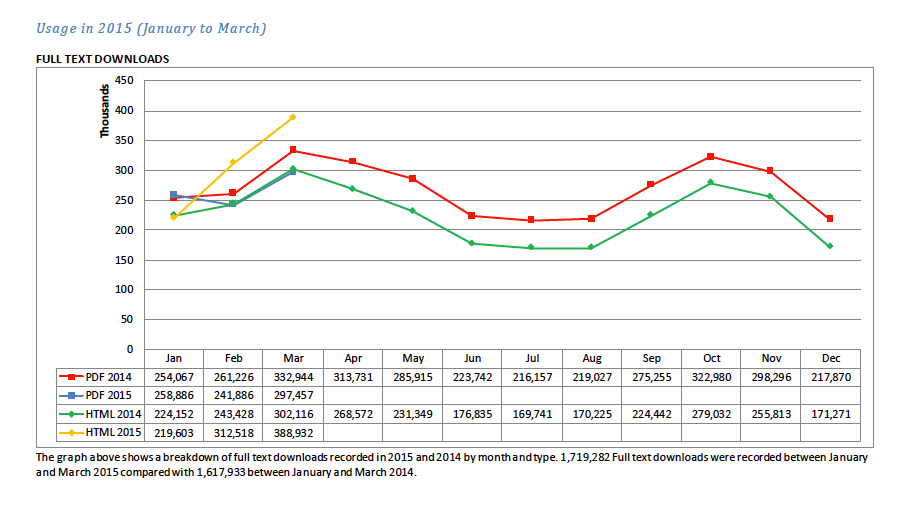 Usage in 2015 (January to March)
FULL TEXT DOWNLOADS
Thousands
450
400
350
300
250
200
150
100
50
0
Jan Feb Mar Apr May Jun Jul Aug Sep Oct Nov Dec
PDF 2014 254,067 261,226 332,944 313,731 285,915 223,742 216,157 219,027 275,255 322,980 298,296 217,870
PDF 2015 258,886 241,886 297,457
HTML 2014 224,152 243,428 302,116 268,572 231,349 176,835 169,741 170,225 224,442 279,032 255,813 171,271
HTML 2015 219,603 312,518 388,932
The graph above shows a breakdown of full text downloads recorded in 2015 and 2014 by month and type. 1,719,282 Full text downloads were recorded between January
and March 2015 compared with 1,617,933 between January and March 2014.